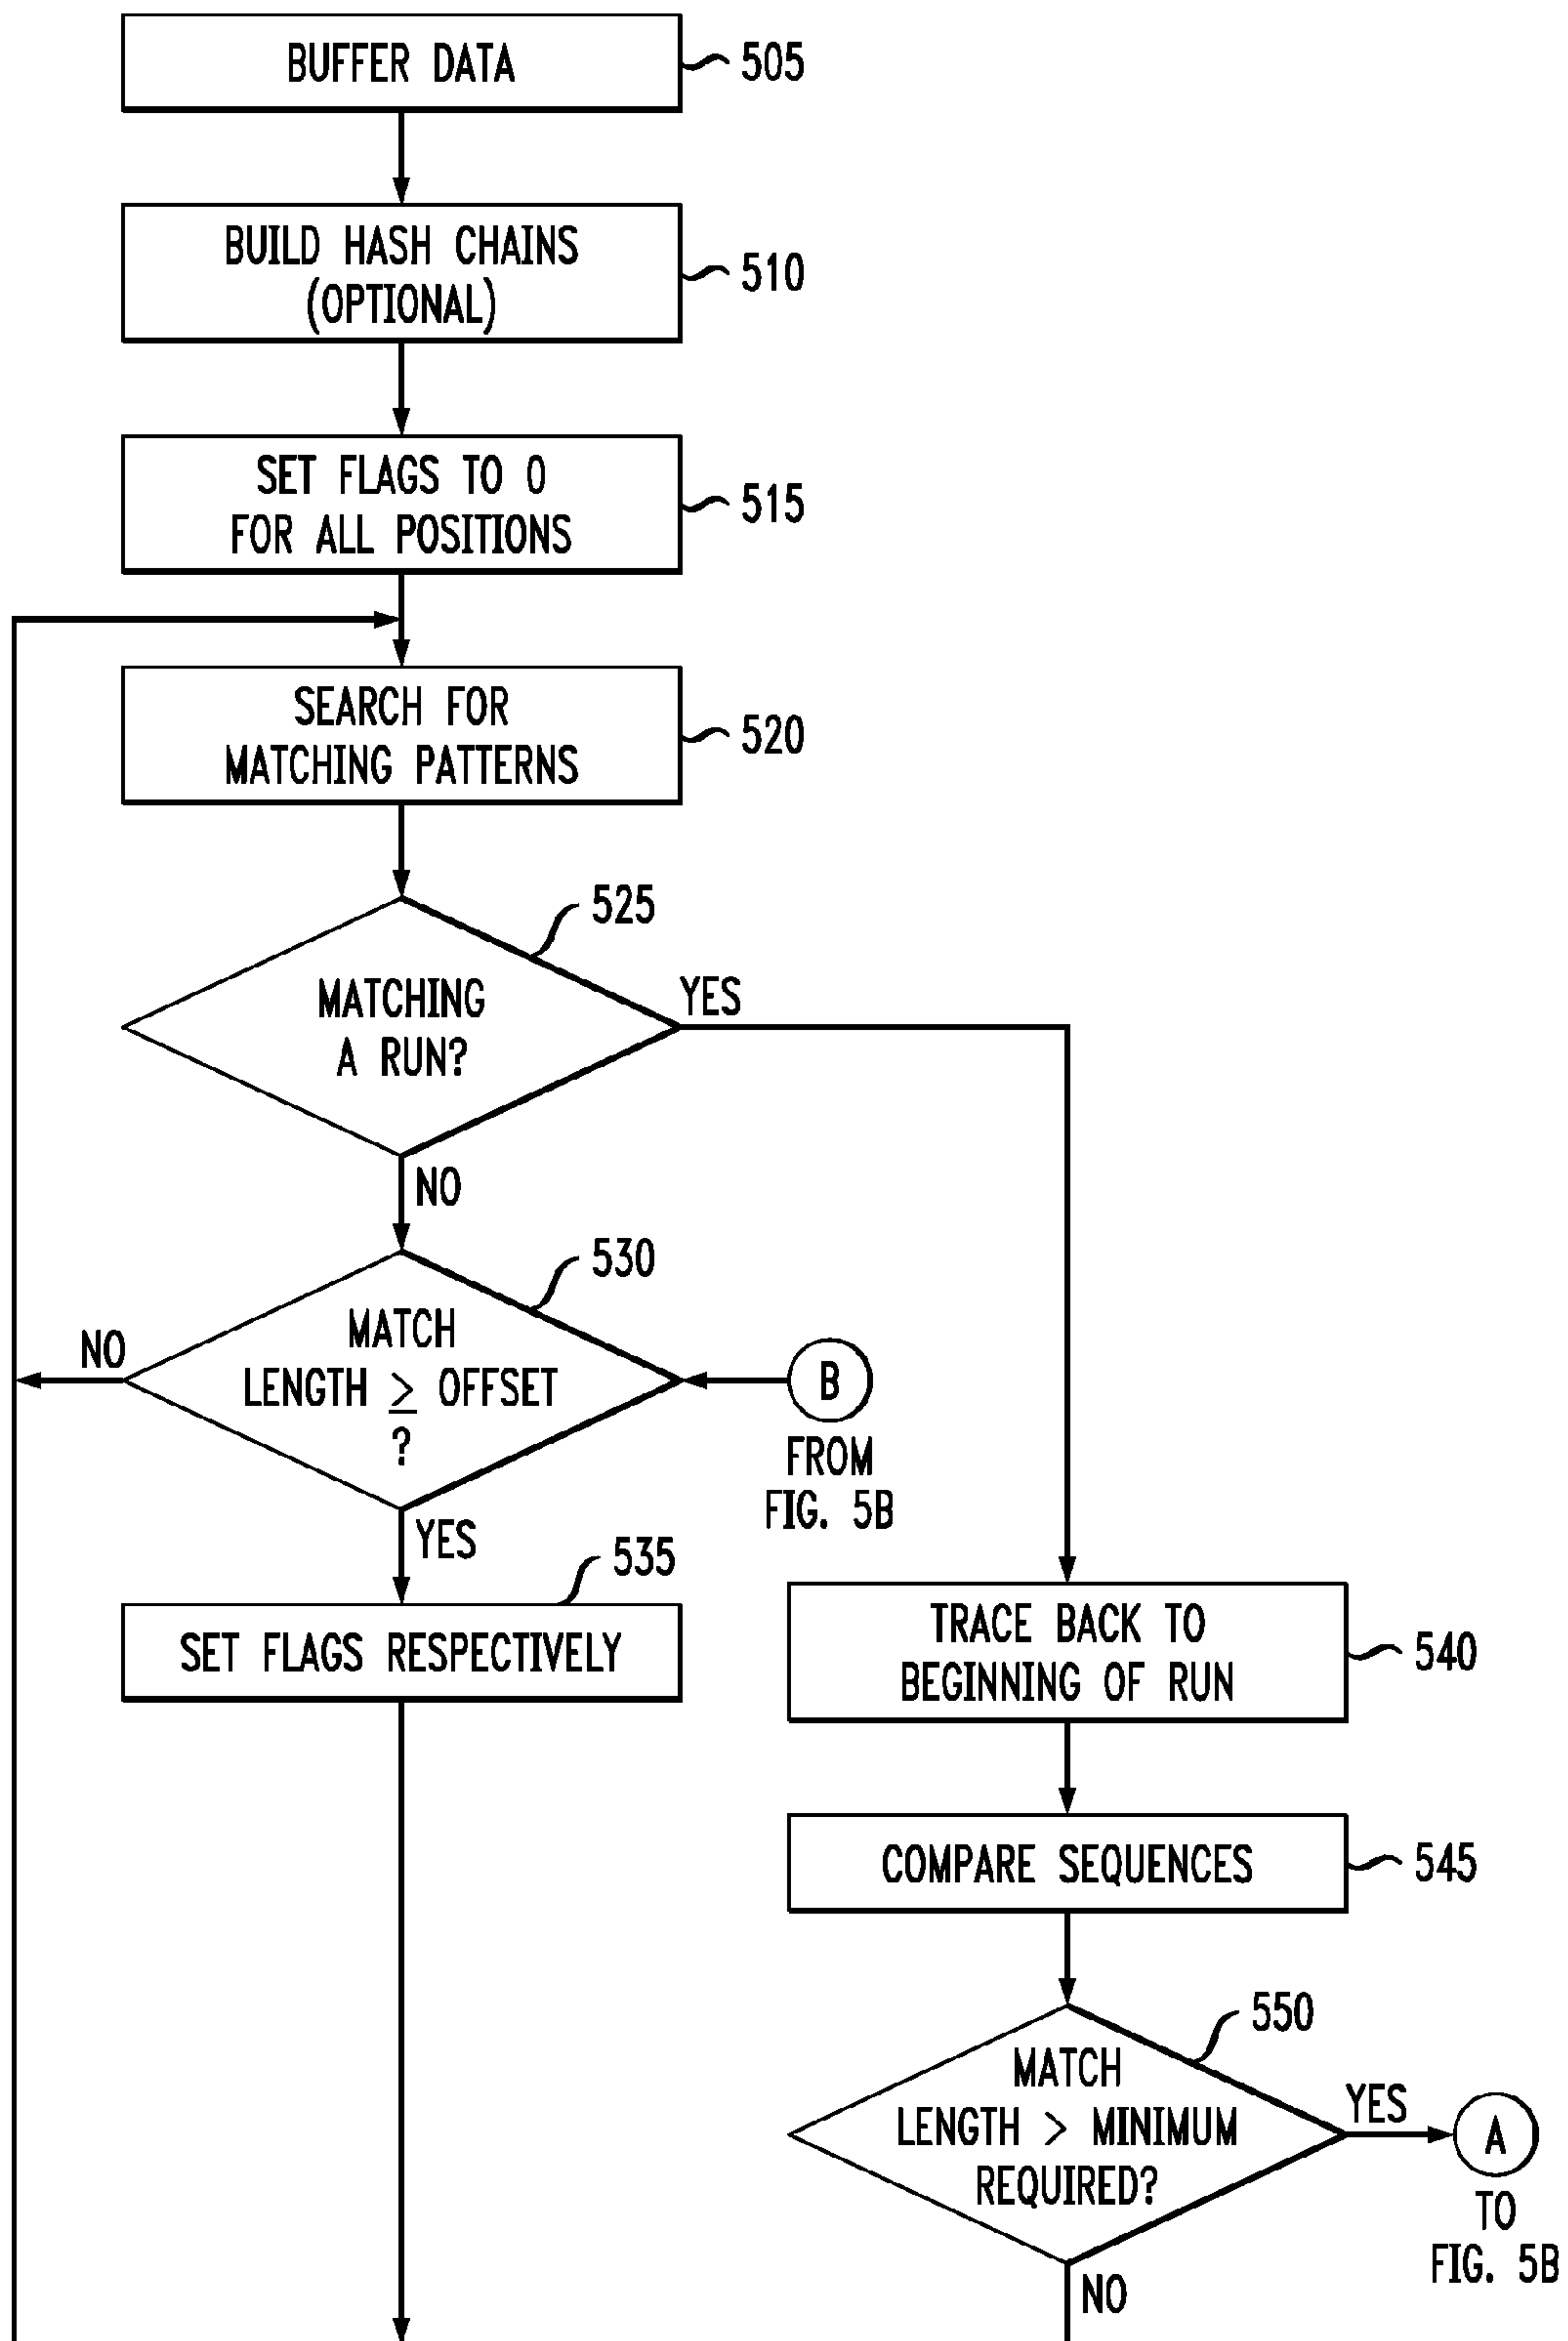 BUFFER DATA
505
BUILD HASH CHAINS
(OPTIONAL)
510
SET FLAGS TO 0
FOR ALL POSITIONS
515
SEARCH FOR
MATCHING PATTERNS
520
525
MATCHING
A RUN?
YES
NO
530
MATCH
LENGTH ≥ OFFSET
?
NO
B
FROM
FIG. 5B
YES
535
SET FLAGS RESPECTIVELY
TRACE BACK TO
BEGINNING OF RUN
540
COMPARE SEQUENCES
545
550
MATCH
LENGTH > MINIMUM
REQUIRED?
YES
A
TO
FIG. 5B
NO